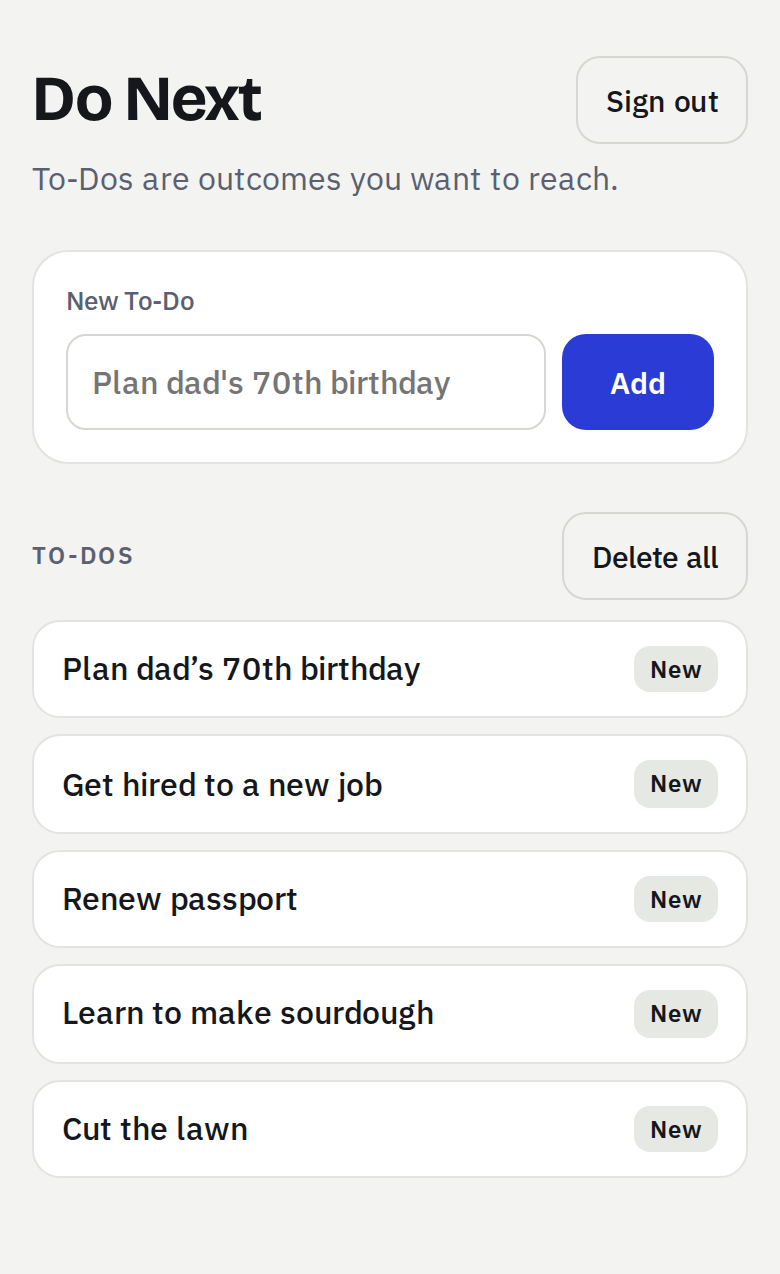 Do Next
Sign out
To-Dos are outcomes you want to reach.
New To-Do
Plan dad's 70th birthday
Add
TO-DOS
Delete all
Plan dad’s 70th birthday
New
Get hired to a new job
New
Renew passport
New
Learn to make sourdough
New
Cut the lawn
New